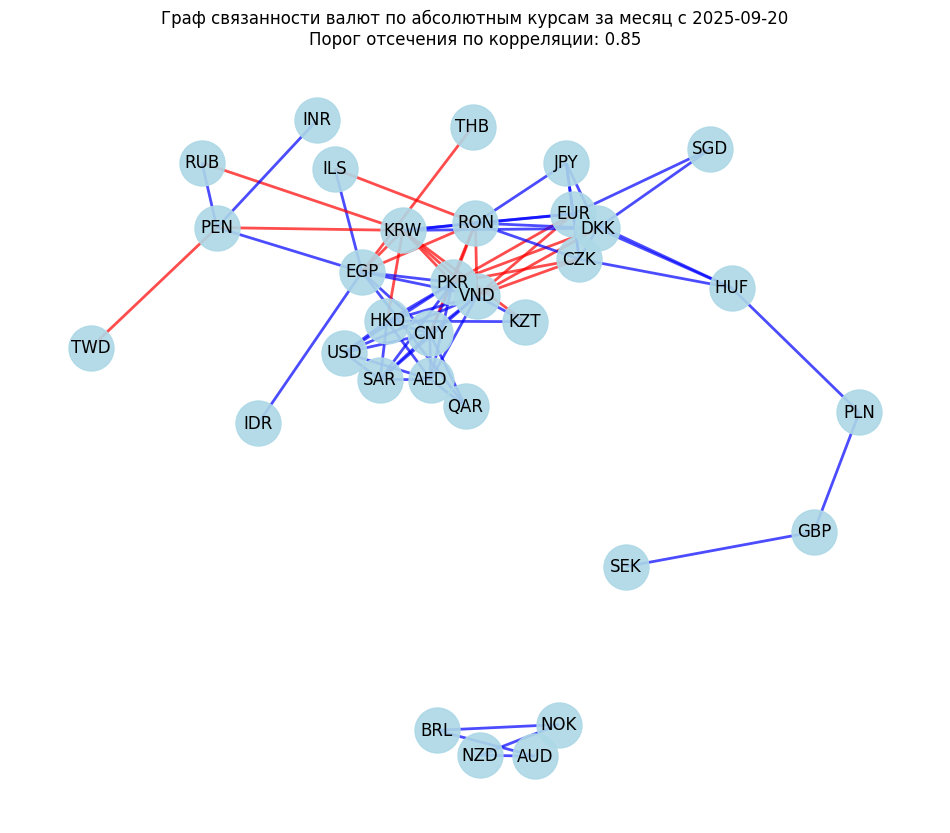 Граф связанности валют по абсолютным курсам за месяц с 2025-09-20
Порог отсечения по корреляции: 0.85
INR
THB
RUB
ILS
JPY
SGD
PEN
KRW
RON
EUR
DKK
EGP
CZK
PKR
VND
HUF
HKD
CNY
KZT
TWD
USD
SAR
AED
QAR
IDR
PLN
GBP
SEK
BRL
NOK
NZD
AUD